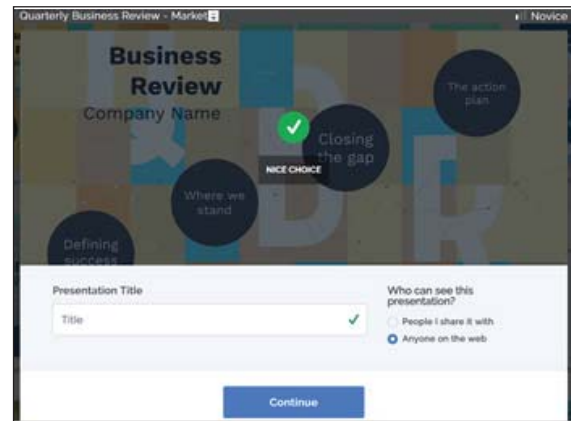 Quarterly Business Review - Market
Novice
Business
Review
Company Name
The action
plan
Closing
the gap
NICE CHOICE
Where we
stand
Defining
success
Presentation Title
Who can see this
presentation?
Title
People I share it with
Anyone on the web
Continue